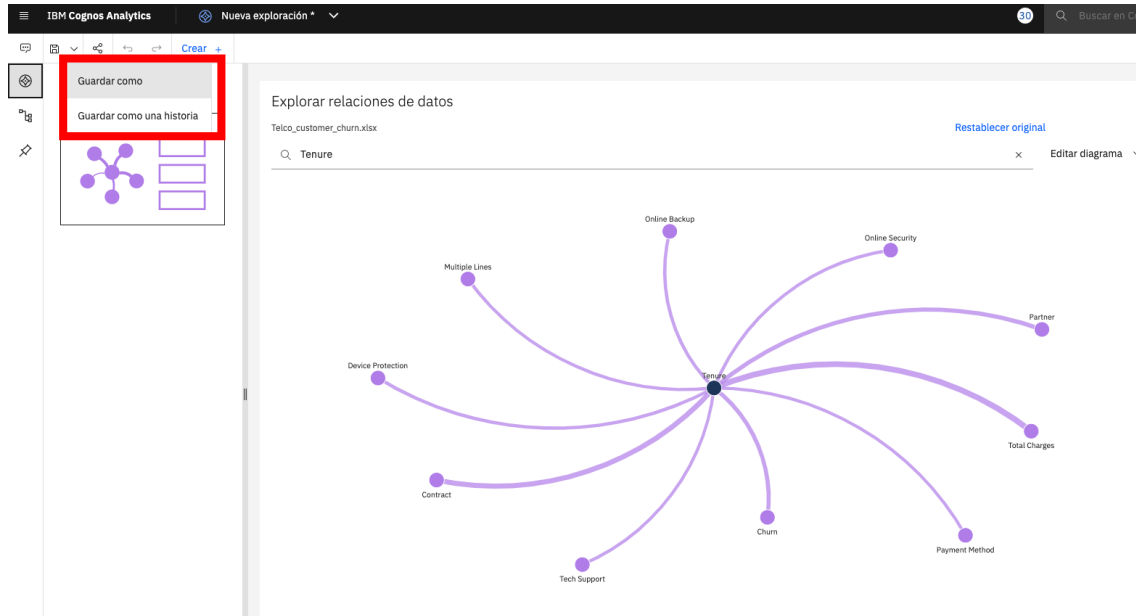 IBM Cognos Analytics
Nueva exploración *
30
Buscar en C
Crear +
Guardar como
Guardar como una historia
Explorar relaciones de datos
Telco_customer_churn.xlsx
Restablecer original
Tenure
Editar diagrama
Online Backup
Online Security
Multiple Lines
Partner
Device Protection
Tenure
Total Charges
Contract
Churn
Payment Method
Tech Support